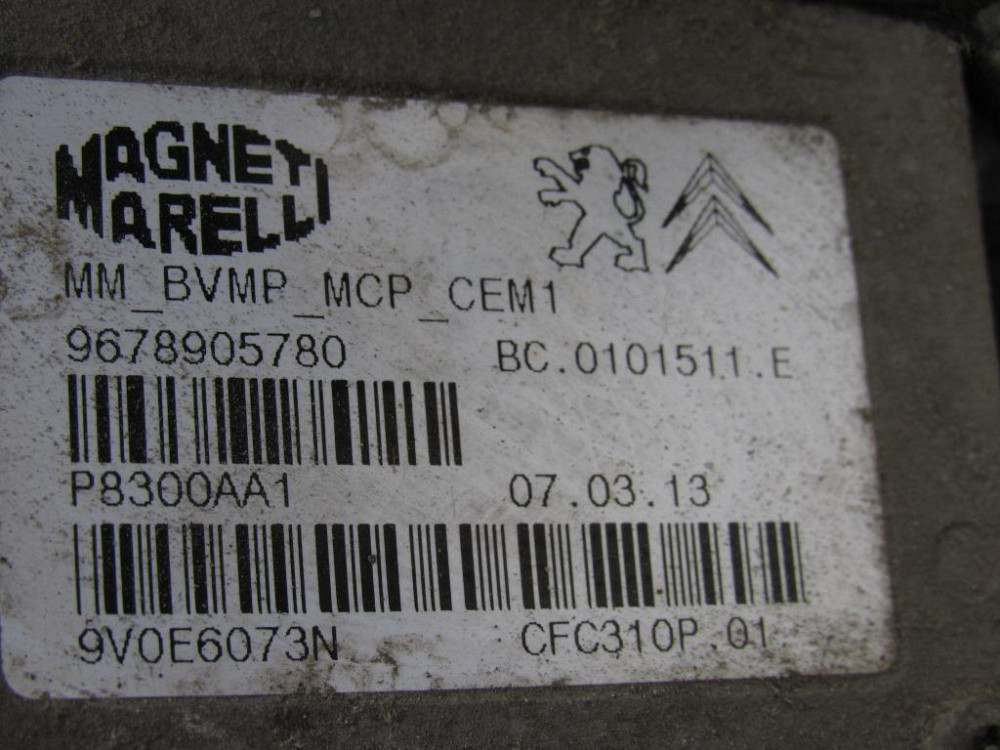 MAGNETI
MARELLI
MM_BVMP_MCP_CEM1
9678905780 BC.0101511.E
P8300AA1 07.03.13
9V0E6073N CFC310P.01